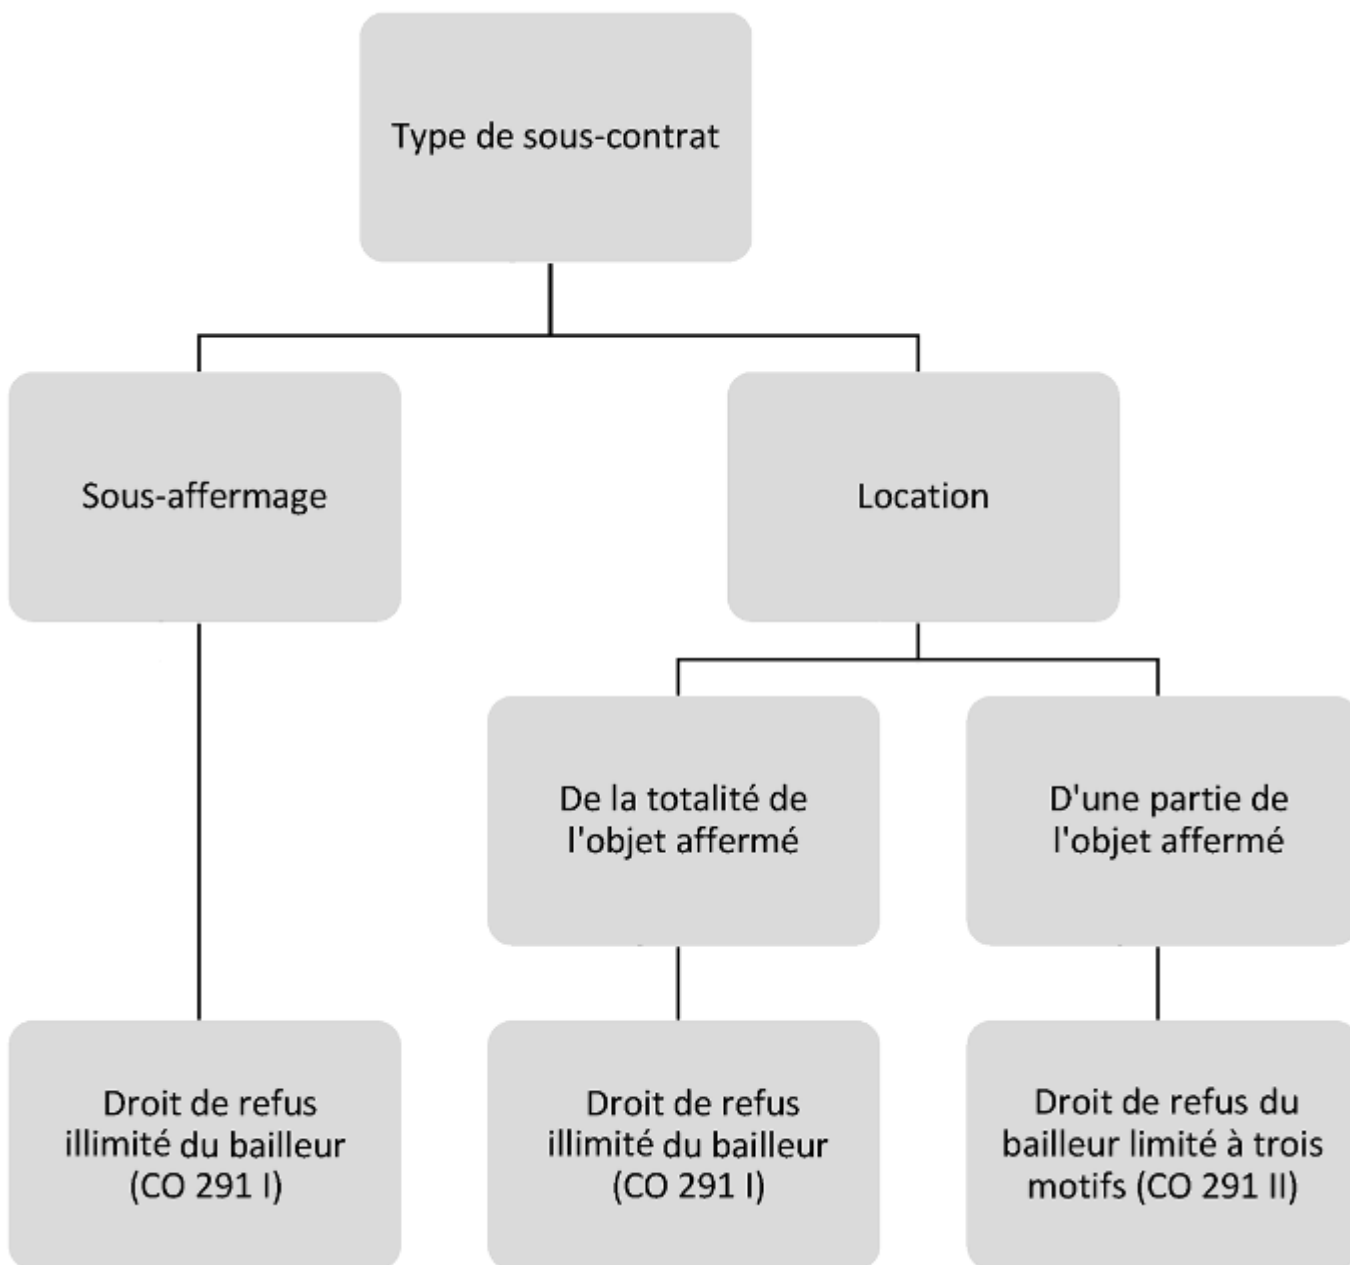 Type de sous-contrat
Sous-affermage
Location
De la totalité de
l'objet affermé
D'une partie de
l'objet affermé
Droit de refus
illimité du bailleur
(CO 291 I)
Droit de refus
illimité du bailleur
(CO 291 I)
Droit de refus du
bailleur limité à trois
motifs (CO 291 II)